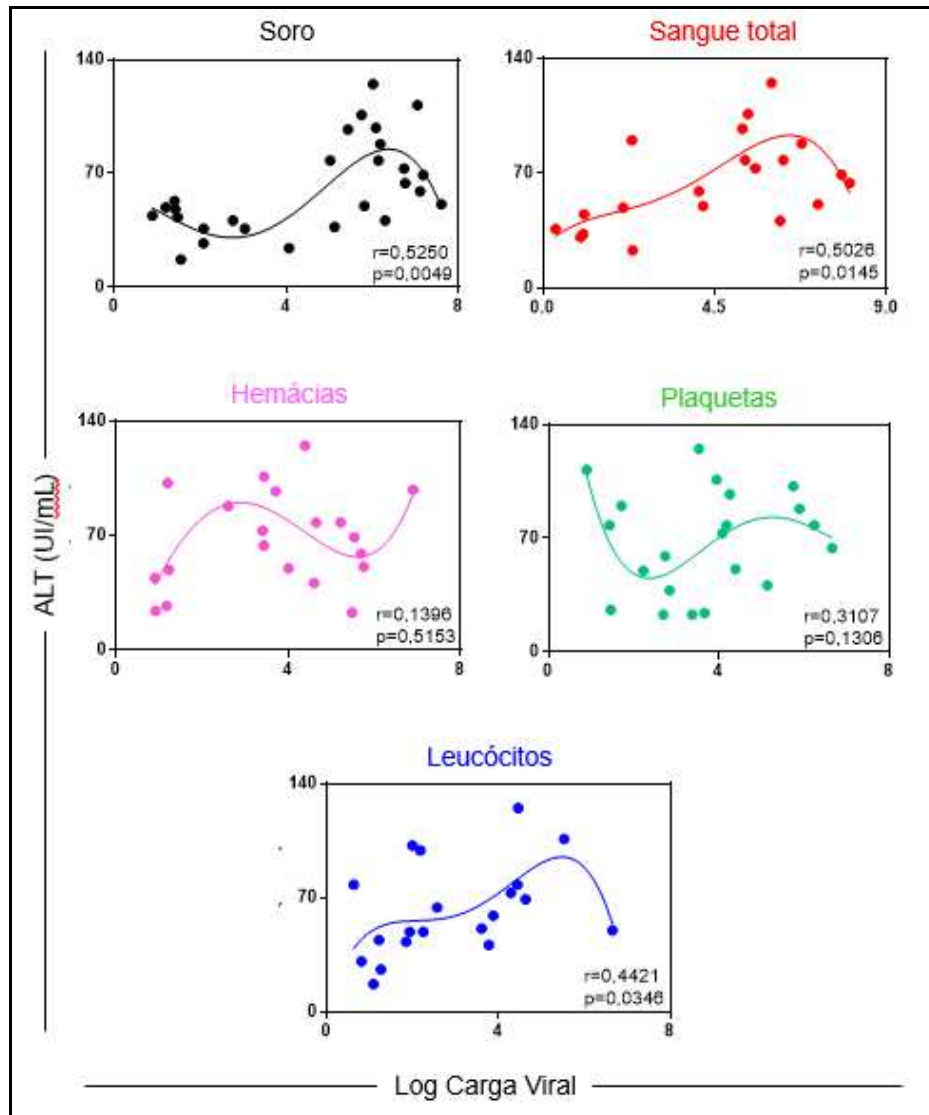 Soro
Sangue total
140
70
0
0
4
8
r=0,5250
p=0,0049
140
70
0
0.0
4.5
9.0
r=0,5026
p=0,0145
Hemácias
Plaquetas
140
70
0
0
4
8
r=0,1396
p=0,5153
140
70
0
0
4
8
r=0,3107
p=0,1306
Leucócitos
140
70
0
0
4
8
r=0,4421
p=0,0346
ALT (UI/mL)
Log Carga Viral